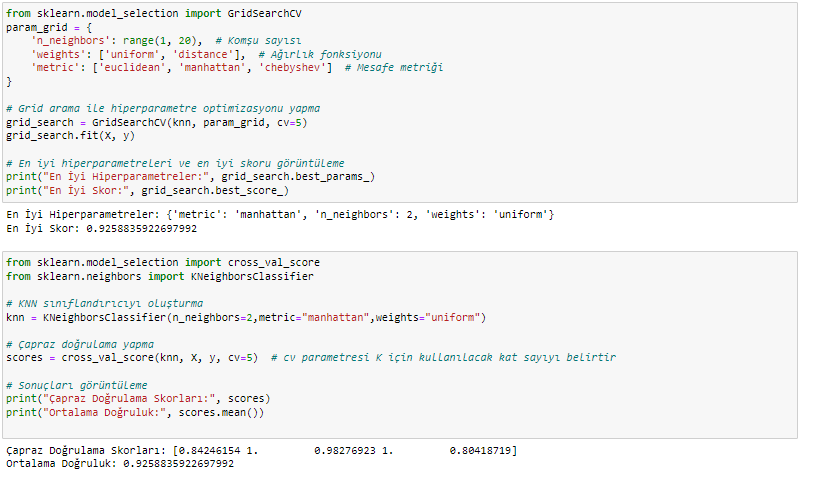 from sklearn.model_selection import GridSearchCV
param_grid = {
    'n_neighbors': range(1, 20),  # Komşu sayısı
    'weights': ['uniform', 'distance'],  # Ağırlık fonksiyonu
    'metric': ['euclidean', 'manhattan', 'chebyshev']  # Mesafe metriği
}
# Grid arama ile hiperparametre optimizasyonu yapma
grid_search = GridSearchCV(knn, param_grid, cv=5)
grid_search.fit(X, y)
# En iyi hiperparametreleri ve en iyi skoru görüntüleme
print("En İyi Hiperparametreler:", grid_search.best_params_)
print("En İyi Skor:", grid_search.best_score_)
En İyi Hiperparametreler: {'metric': 'manhattan', 'n_neighbors': 2, 'weights': 'uniform'}
En İyi Skor: 0.9258835922697992
from sklearn.model_selection import cross_val_score
from sklearn.neighbors import KNeighborsClassifier
# KNN sınıflandırıcıyı oluşturma
knn = KNeighborsClassifier(n_neighbors=2,metric="manhattan",weights="uniform")
# Çapraz doğrulama yapma
scores = cross_val_score(knn, X, y, cv=5)  # cv parametresi K için kullanılacak kat sayıyı belirtir
# Sonuçları görüntüleme
print("Çapraz Doğrulama Skorları:", scores)
print("Ortalama Doğruluk:", scores.mean())
Çapraz Doğrulama Skorları: [0.84246154 1.         0.98276923 1.         0.80418719]
Ortalama Doğruluk: 0.9258835922697992